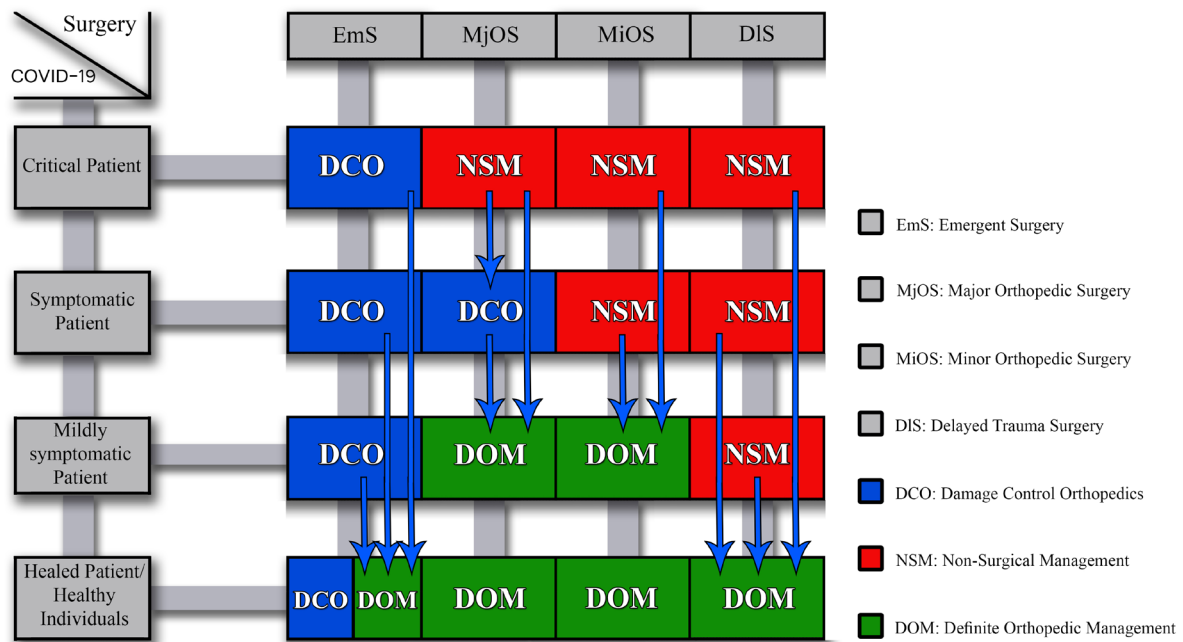 Surgery
COVID-19
EmS
MjOS
MiOS
DlS
Critical Patient
DCO
NSM
NSM
NSM
Symptomatic
Patient
DCO
DCO
NSM
NSM
Mildly
symptomatic
Patient
DCO
DOM
DOM
NSM
Healed Patient/
Healthy
Individuals
DCO
DOM
DOM
DOM
DOM
EmS: Emergent Surgery
MjOS: Major Orthopedic Surgery
MiOS: Minor Orthopedic Surgery
DlS: Delayed Trauma Surgery
DCO: Damage Control Orthopedics
NSM: Non-Surgical Management
DOM: Definite Orthopedic Management